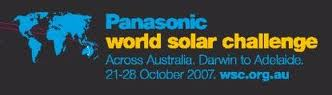 Panasonic
world solar challenge
Across Australia. Darwin to Adelaide.
21-28 October 2007. wsc.org.au